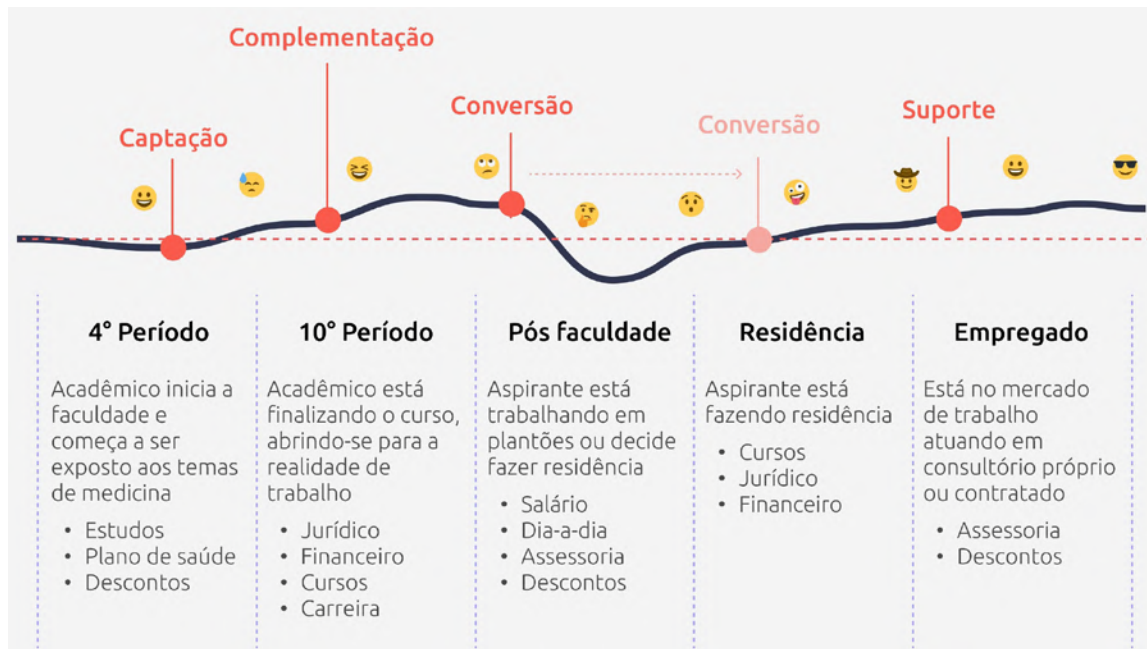 Complementação
Conversão
Captação
Conversão
Suporte
4° Período
Acadêmico inicia a
faculdade e
começa a ser
exposto aos temas
de medicina
• Estudos
• Plano de saúde
• Descontos
10° Período
Acadêmico está
finalizando o curso,
abrindo-se para a
realidade de
trabalho
• Jurídico
• Financeiro
• Cursos
• Carreira
Pós faculdade
Aspirante está
trabalhando em
plantões ou decide
fazer residência
• Salário
• Dia-a-dia
• Assessoria
• Descontos
Residência
Aspirante está
fazendo residência
• Cursos
• Jurídico
• Financeiro
Empregado
Está no mercado
de trabalho
atuando em
consultório próprio
ou contratado
• Assessoria
• Descontos